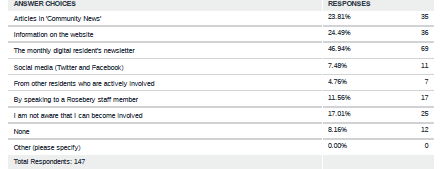 ANSWER CHOICES RESPONSES
Articles in 'Community News' 23.81% 35
Information on the website 24.49% 36
The monthly digital resident's newsletter 46.94% 69
Social media (Twitter and Facebook) 7.48% 11
From other residents who are actively involved 4.76% 7
By speaking to a Rosebery staff member 11.56% 17
I am not aware that I can become involved 17.01% 25
None 8.16% 12
Other (please specify) 0.00% 0
Total Respondents: 147